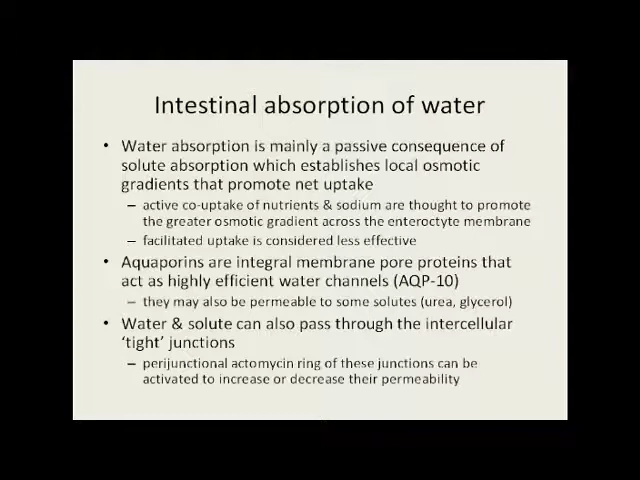 Intestinal absorption of water
• Water absorption is mainly a passive consequence of
solute absorption which establishes local osmotic
gradients that promote net uptake
– active co-uptake of nutrients & sodium are thought to promote
the greater osmotic gradient across the enteroctyte membrane
– facilitated uptake is considered less effective
• Aquaporins are integral membrane pore proteins that
act as highly efficient water channels (AQP-10)
– they may also be permeable to some solutes (urea, glycerol)
• Water & solute can also pass through the intercellular
‘tight’ junctions
– perijunctional actomycin ring of these junctions can be
activated to increase or decrease their permeability